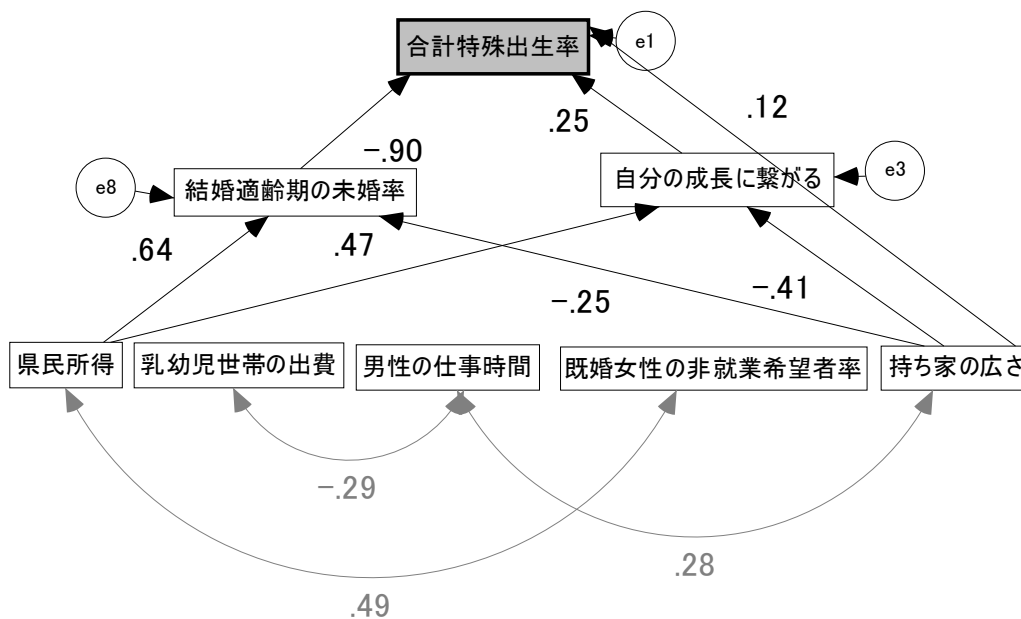 合計特殊出生率
e1
.12
.25
-.90
e8
結婚適齢期の未婚率
自分の成長に繋がる
e3
.64
.47
-.25
-.41
県民所得
乳幼児世帯の出費
男性の仕事時間
既婚女性の非就業希望者率
持ち家の広さ
-.29
.28
.49